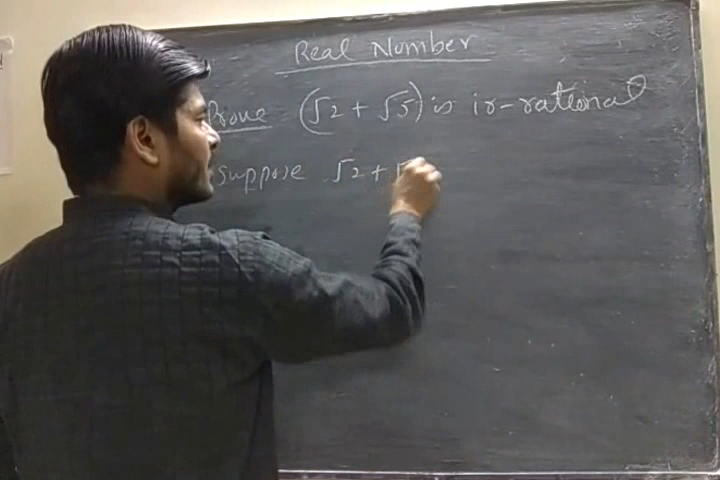 Real Number
Prove (√2 + √5) is ir-rational
Suppose √2 + √